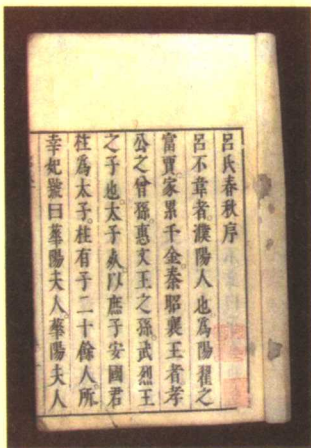 呂氏春秋序
呂不韋者。濮陽人也。為陽翟之
富賈。家累千金。秦昭襄王者。孝
公之曾孫。惠文王之孫。武烈王
之子也。太子死。以庶子安國君
柱為太子。柱有子二十餘人。所
幸妃號曰華陽夫人。華陽夫人